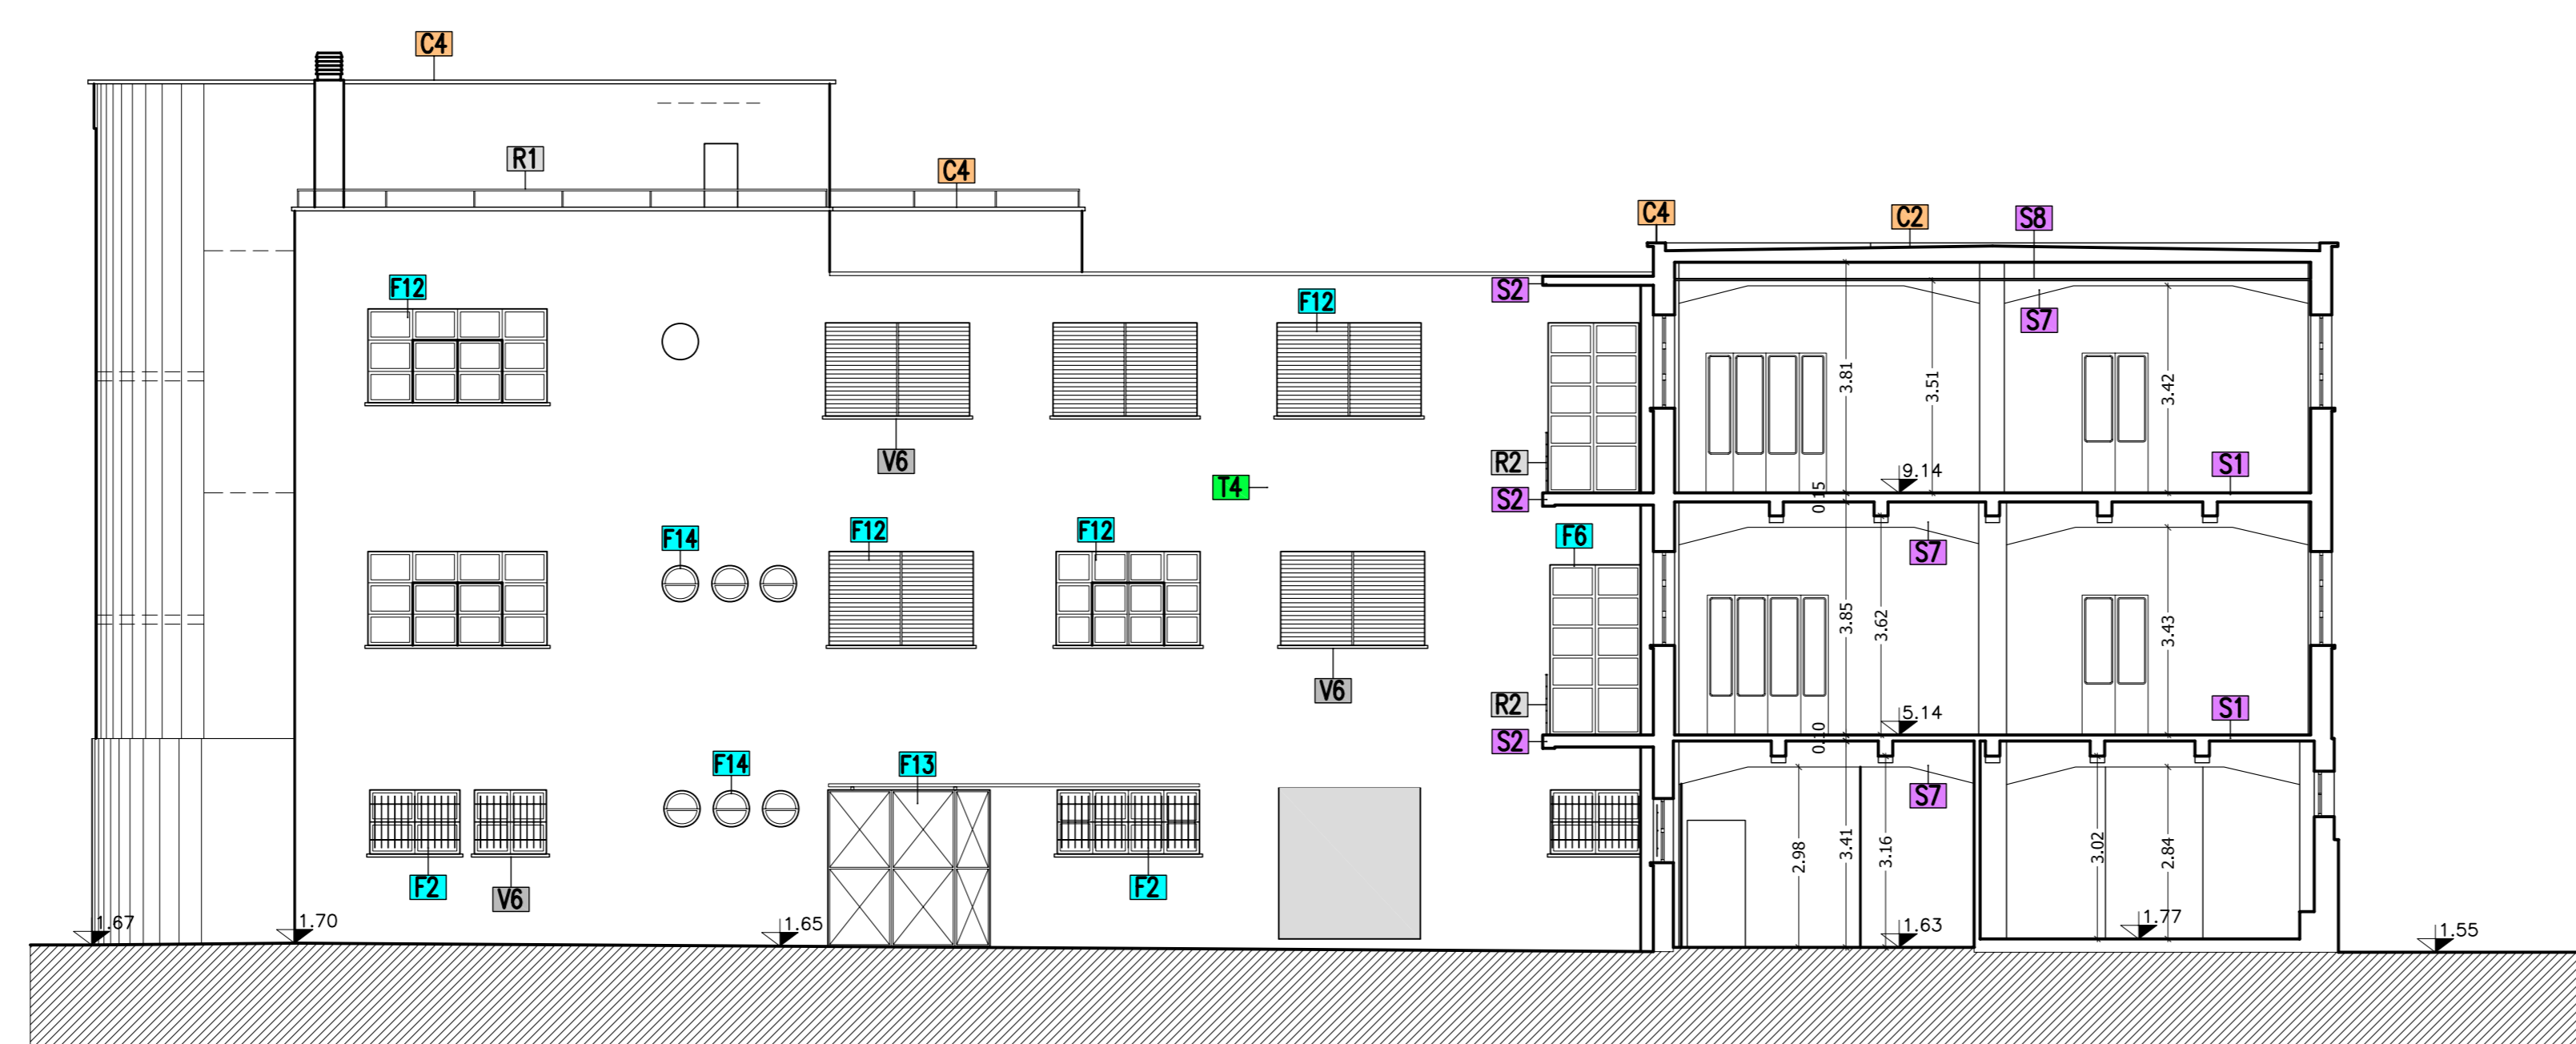 C4
R1
C4
C4
C2
S8
F12
F12
S2
S7
3.81
3.51
3.42
V6
R2
S1
9.14
T4
S2
0.15
F14
F12
F12
F6
S7
3.85
3.62
3.43
V6
R2
S1
5.14
S2
0.10
F14
F13
S7
2.98
3.41
3.16
3.02
2.84
F2
V6
F2
1.67
1.70
1.65
1.63
1.77
1.55